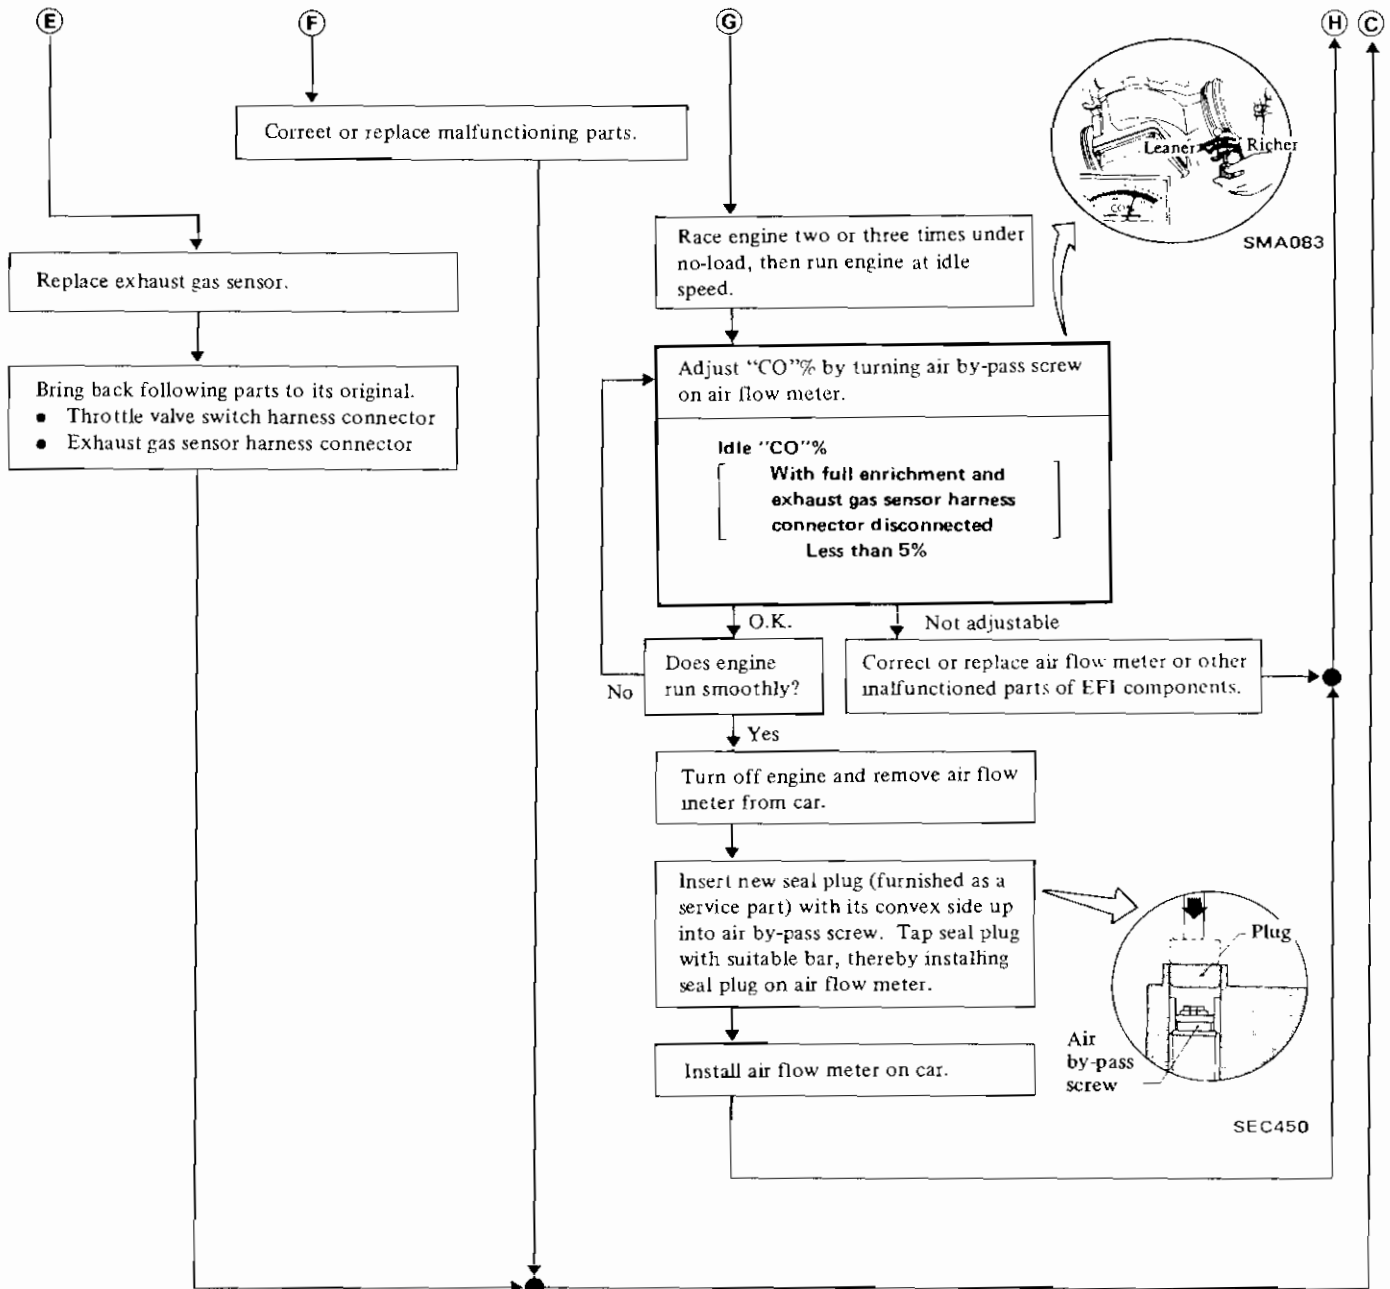 E
F
G
H
C
Correet or replace malfunctioning parts.
Leaner
Richer
CO%
SMA083
Race engine two or three times under
no-load, then run engine at idle
speed.
Replace exhaust gas sensor.
Bring back following parts to its original.
● Throttle valve switch harness connector
● Exhaust gas sensor harness connector
Adjust “CO”% by turning air by-pass screw
on air flow meter.
Idle “CO”%
[ With full enrichment and
exhaust gas sensor harness
connector disconnected ]
Less than 5%
O.K.
Not adjustable
Does engine
run smoothly?
No
Correct or replace air flow meter or other
malfunctioned parts of EFI components.
Yes
Turn off engine and remove air flow
meter from car.
Insert new seal plug (furnished as a
service part) with its convex side up
into air by-pass screw. Tap seal plug
with suitable bar, thereby installing
seal plug on air flow meter.
Plug
Air
by-pass
screw
Install air flow meter on car.
SEC450